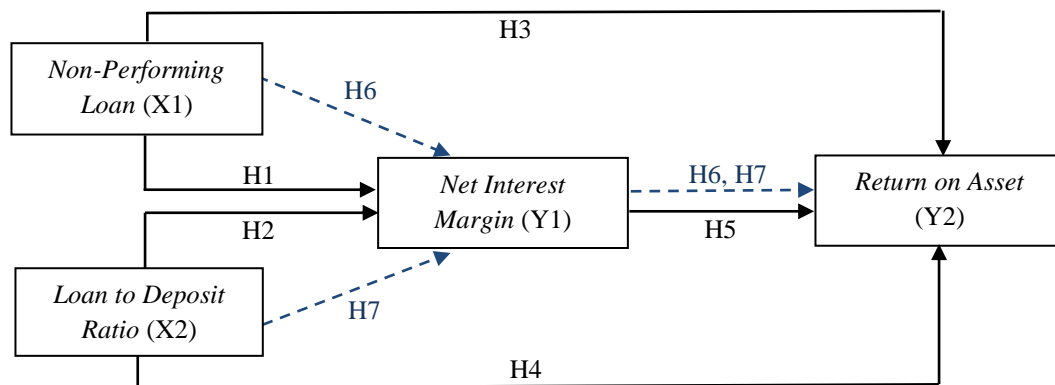 H3
Non-Performing
Loan (X1)
H6
H1
Net Interest
Margin (Y1)
H6, H7
H5
Return on Asset
(Y2)
H2
Loan to Deposit
Ratio (X2)
H7
H4